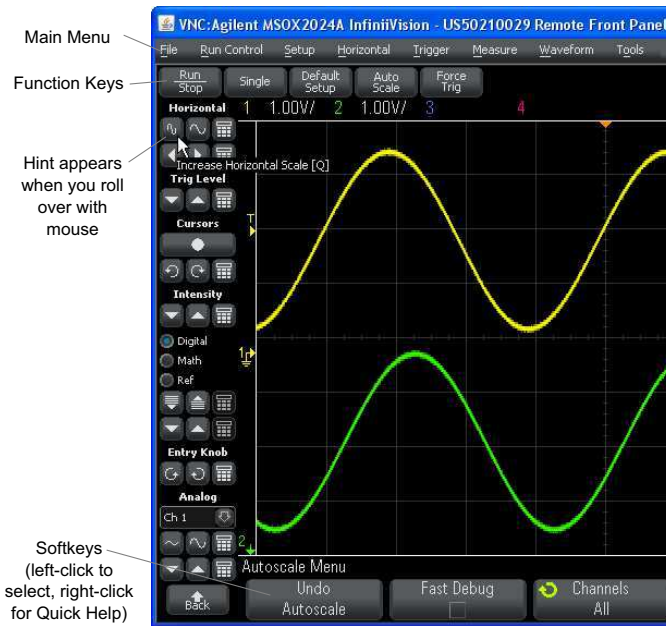 VNC:Agilent MSOX2024A InfiniiVision - US50210029 Remote Front Panel
Main Menu
File Run Control Setup Horizontal Trigger Measure Waveform Tools
Function Keys
Run Stop
Single
Default Setup
Auto Scale
Force Trig
Horizontal
1 1.00V/ 2 1.00V/ 3 4
Hint appears
when you roll
over with
mouse
Increase Horizontal Scale [Q]
Trig Level
T
Cursors
Intensity
Digital
Math
Ref
1
Entry Knob
Analog
Ch 1
2
Softkeys
(left-click to
select, right-click
for Quick Help)
Autoscale Menu
Back
Undo
Autoscale
Fast Debug
Channels
All